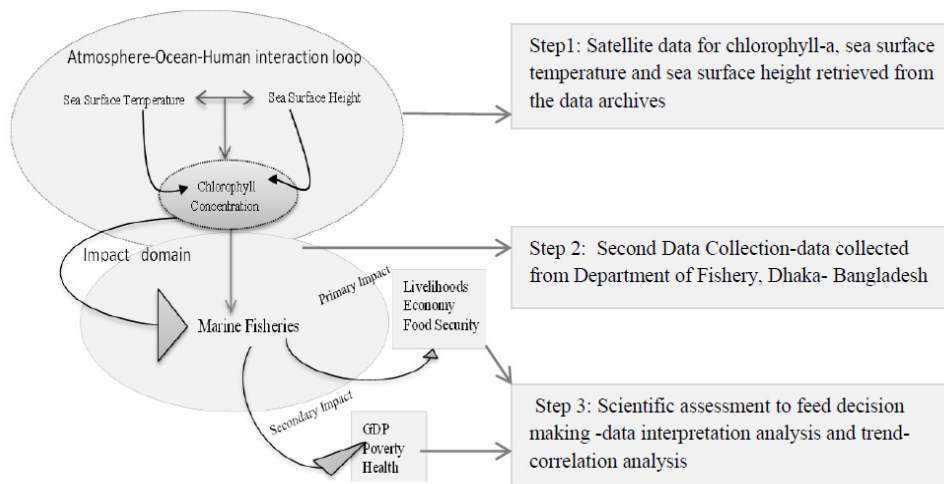 Atmosphere-Ocean-Human interaction loop
Sea Surface Temperature
Sea Surface Height
Chlorophyll
Concentration
Impact domain
Marine Fisheries
Primary Impact
Livelihoods
Economy
Food Security
Secondary Impact
GDP
Poverty
Health
Step1: Satellite data for chlorophyll-a, sea surface
temperature and sea surface height retrieved from
the data archives
Step 2: Second Data Collection-data collected
from Department of Fishery, Dhaka- Bangladesh
Step 3: Scientific assessment to feed decision
making -data interpretation analysis and trend-
correlation analysis